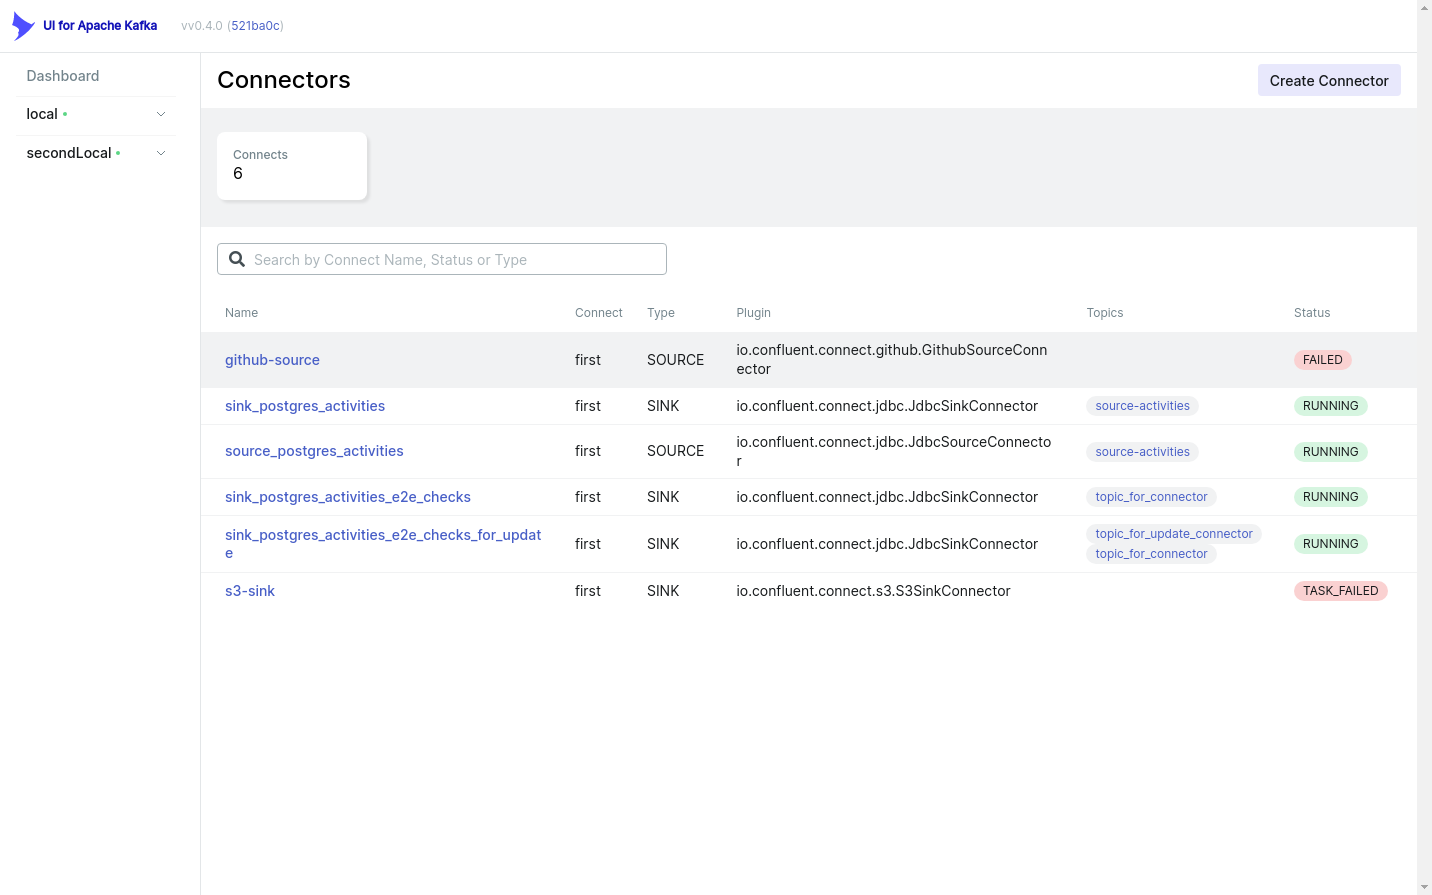 UI for Apache Kafka vv0.4.0 (521ba0c)
Dashboard
local
secondLocal
Connectors
Create Connector
Connects
6
Search by Connect Name, Status or Type
Name Connect Type Plugin Topics Status
github-source first SOURCE io.confluent.connect.github.GithubSourceConn
ector FAILED
sink_postgres_activities first SINK io.confluent.connect.jdbc.JdbcSinkConnector source-activities RUNNING
source_postgres_activities first SOURCE io.confluent.connect.jdbc.JdbcSourceConnecto
r source-activities RUNNING
sink_postgres_activities_e2e_checks first SINK io.confluent.connect.jdbc.JdbcSinkConnector topic_for_connector RUNNING
sink_postgres_activities_e2e_checks_for_updat
e first SINK io.confluent.connect.jdbc.JdbcSinkConnector topic_for_update_connector
topic_for_connector RUNNING
s3-sink first SINK io.confluent.connect.s3.S3SinkConnector TASK_FAILED